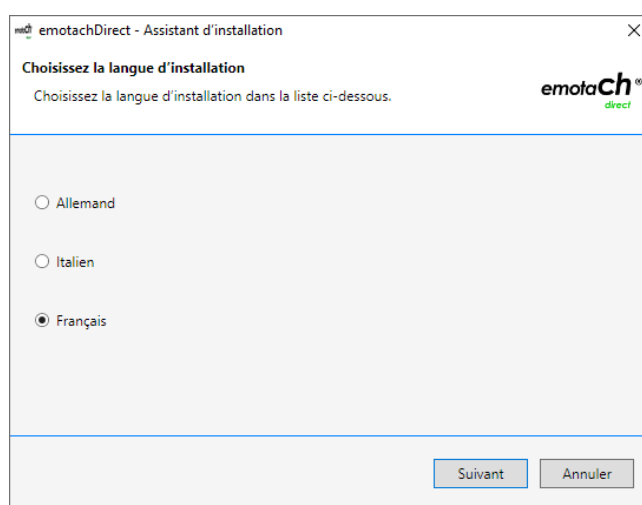 emotachDirect - Assistant d'installation
Choisissez la langue d'installation
Choisissez la langue d'installation dans la liste ci-dessous.
emotaCh®
direct
Allemand
Italien
Français
Suivant
Annuler